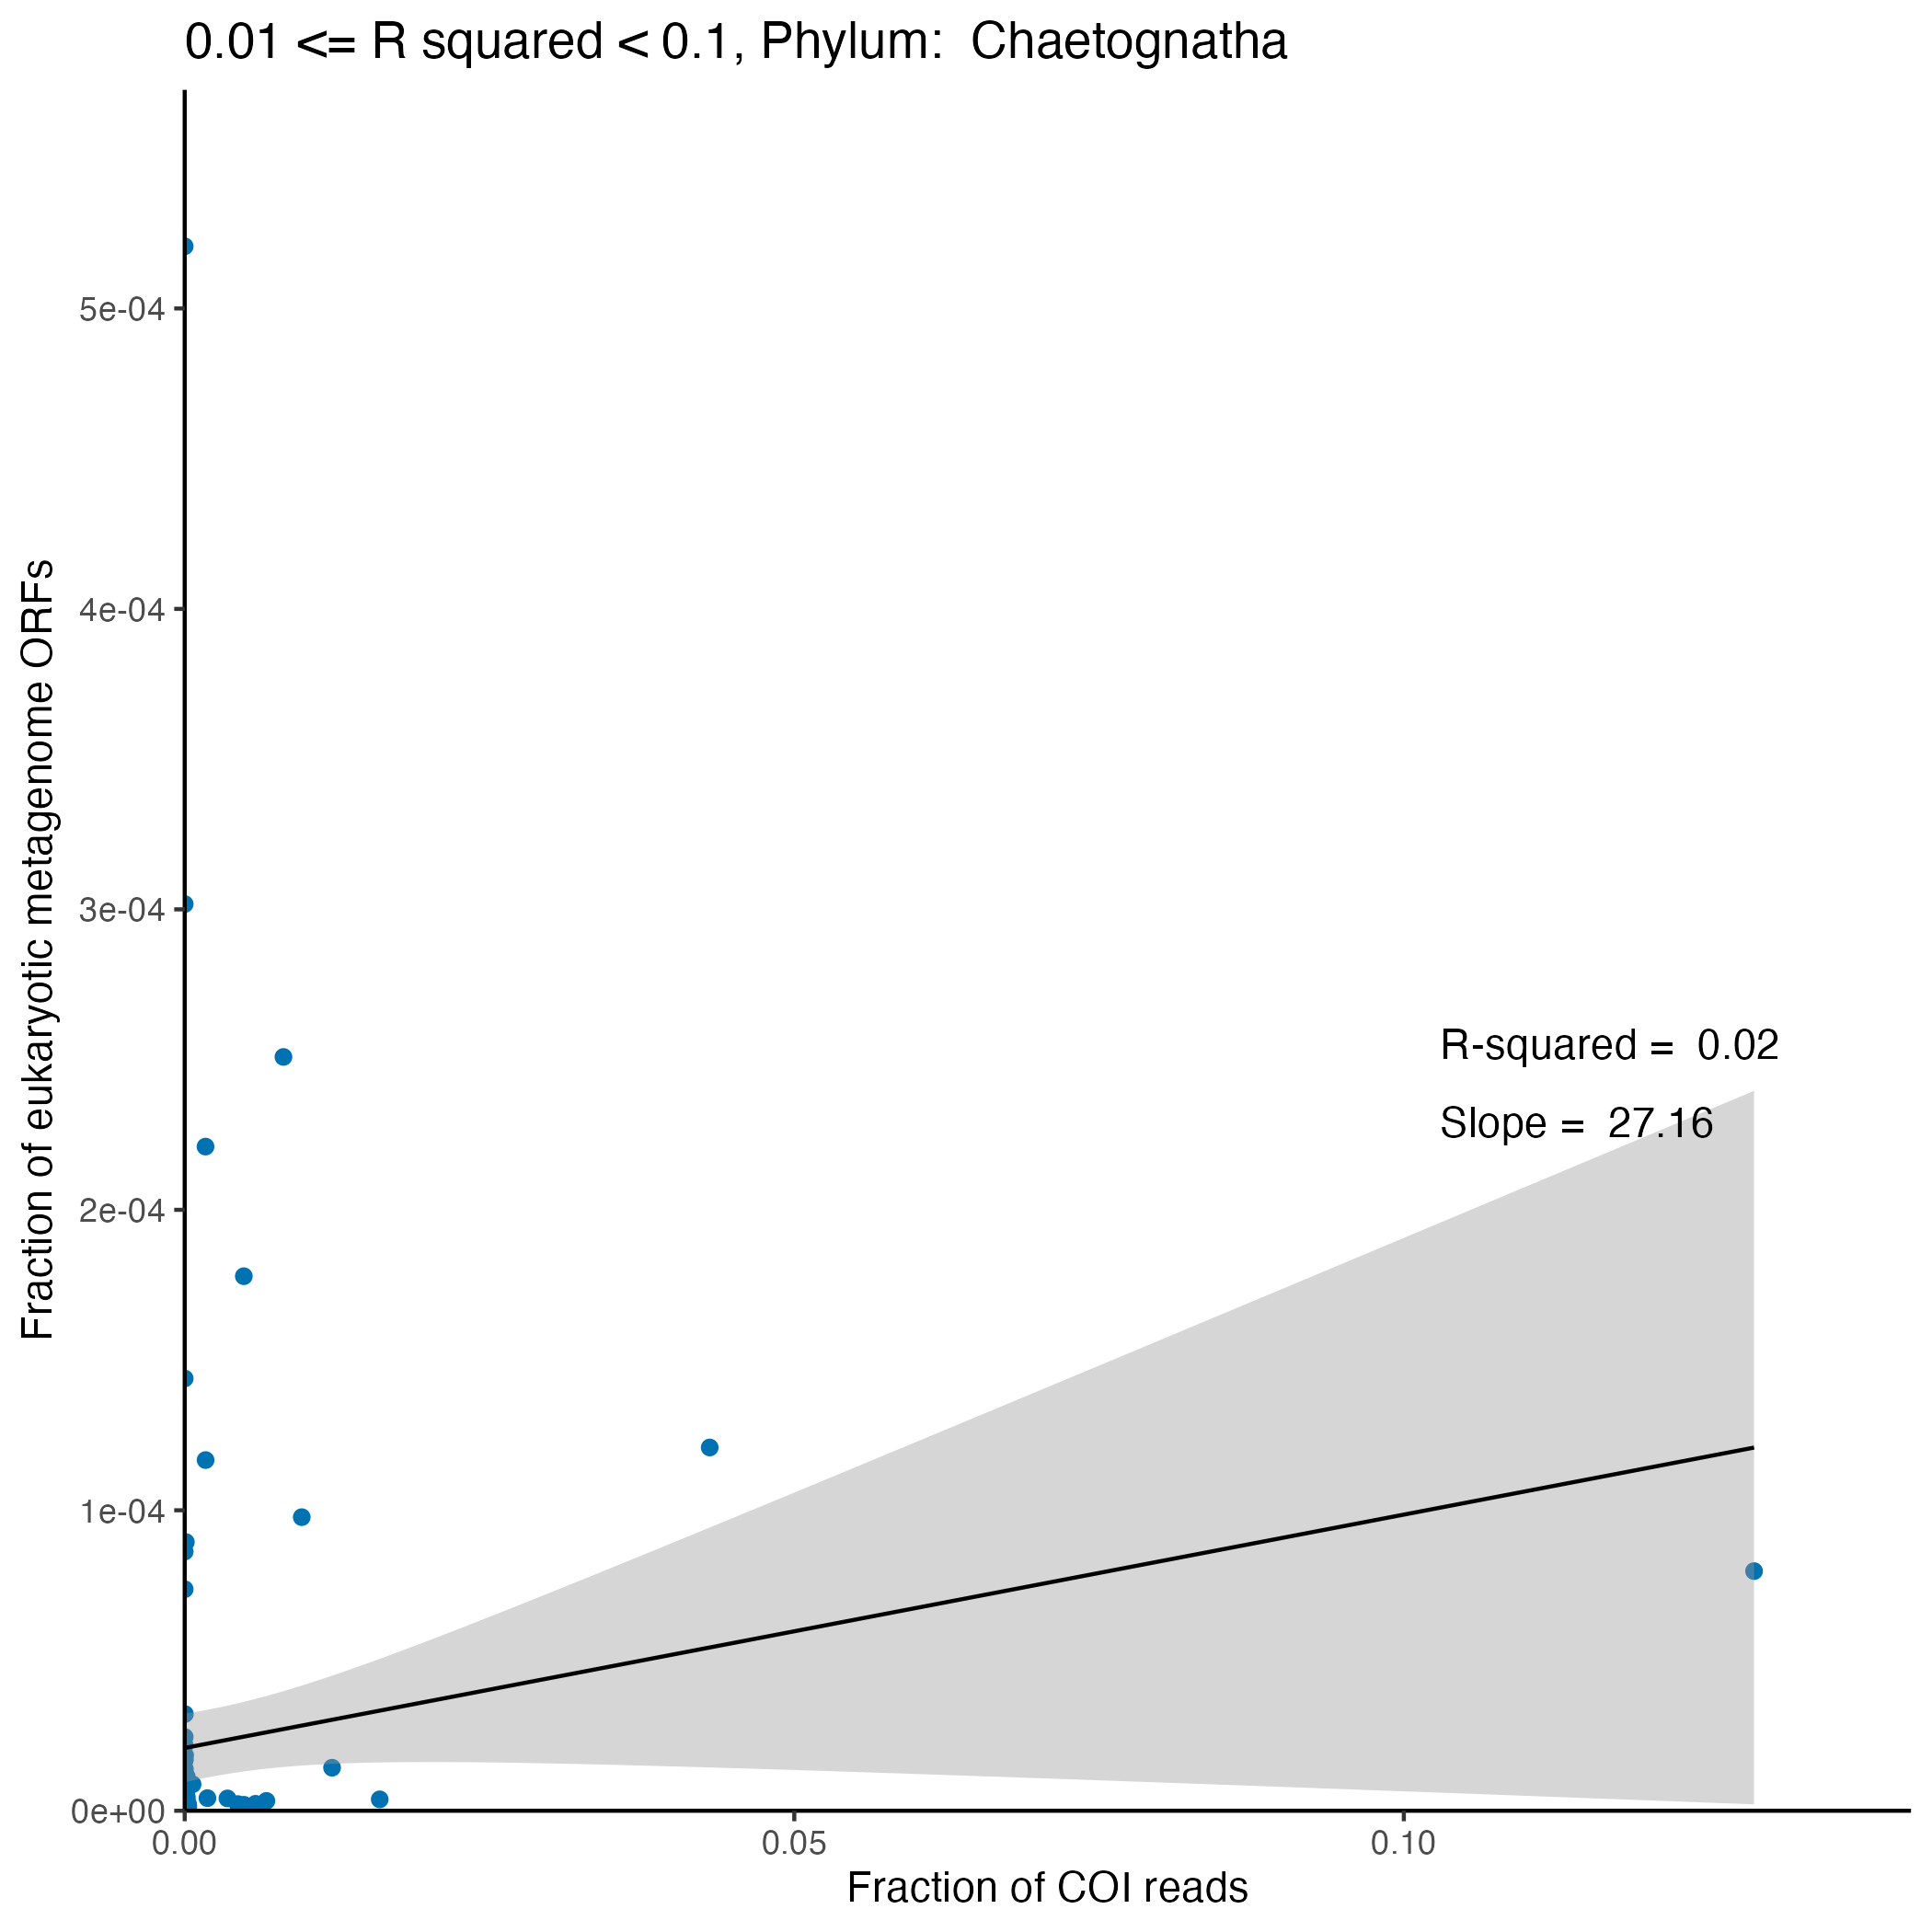 0.01 <= R squared < 0.1, Phylum:  Chaetognatha
Fraction of eukaryotic metagenome ORFs
5e-04
4e-04
3e-04
2e-04
1e-04
0e+00
R-squared =  0.02
Slope =  27.16
0.00
0.05
0.10
Fraction of COI reads